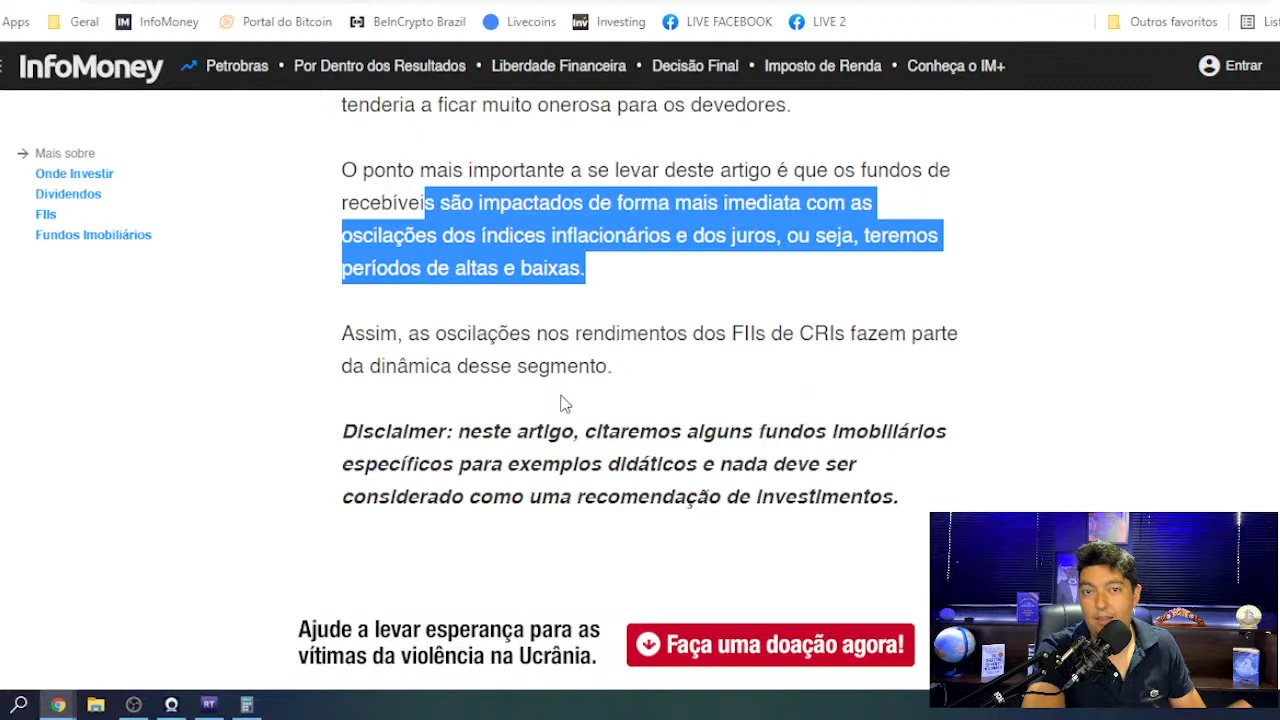 Apps Geral InfoMoney Portal do Bitcoin BeInCrypto Brazil Livecoins Investing LIVE FACEBOOK LIVE 2 Outros favoritos
InfoMoney Petrobras • Por Dentro dos Resultados • Liberdade Financeira • Decisão Final • Imposto de Renda • Conheça o IM+ Entrar
tenderia a ficar muito onerosa para os devedores.
Mais sobre
Onde Investir
Dividendos
FIIs
Fundos Imobiliários
O ponto mais importante a se levar deste artigo é que os fundos de
recebíveis são impactados de forma mais imediata com as
oscilações dos índices inflacionários e dos juros, ou seja, teremos
períodos de altas e baixas.
Assim, as oscilações nos rendimentos dos FIIs de CRIs fazem parte
da dinâmica desse segmento.
Disclaimer: neste artigo, citaremos alguns fundos imobiliários
específicos para exemplos didáticos e nada deve ser
considerado como uma recomendação de investimentos.
Ajude a levar esperança para as
vítimas da violência na Ucrânia.
Faça uma doação agora!
RT